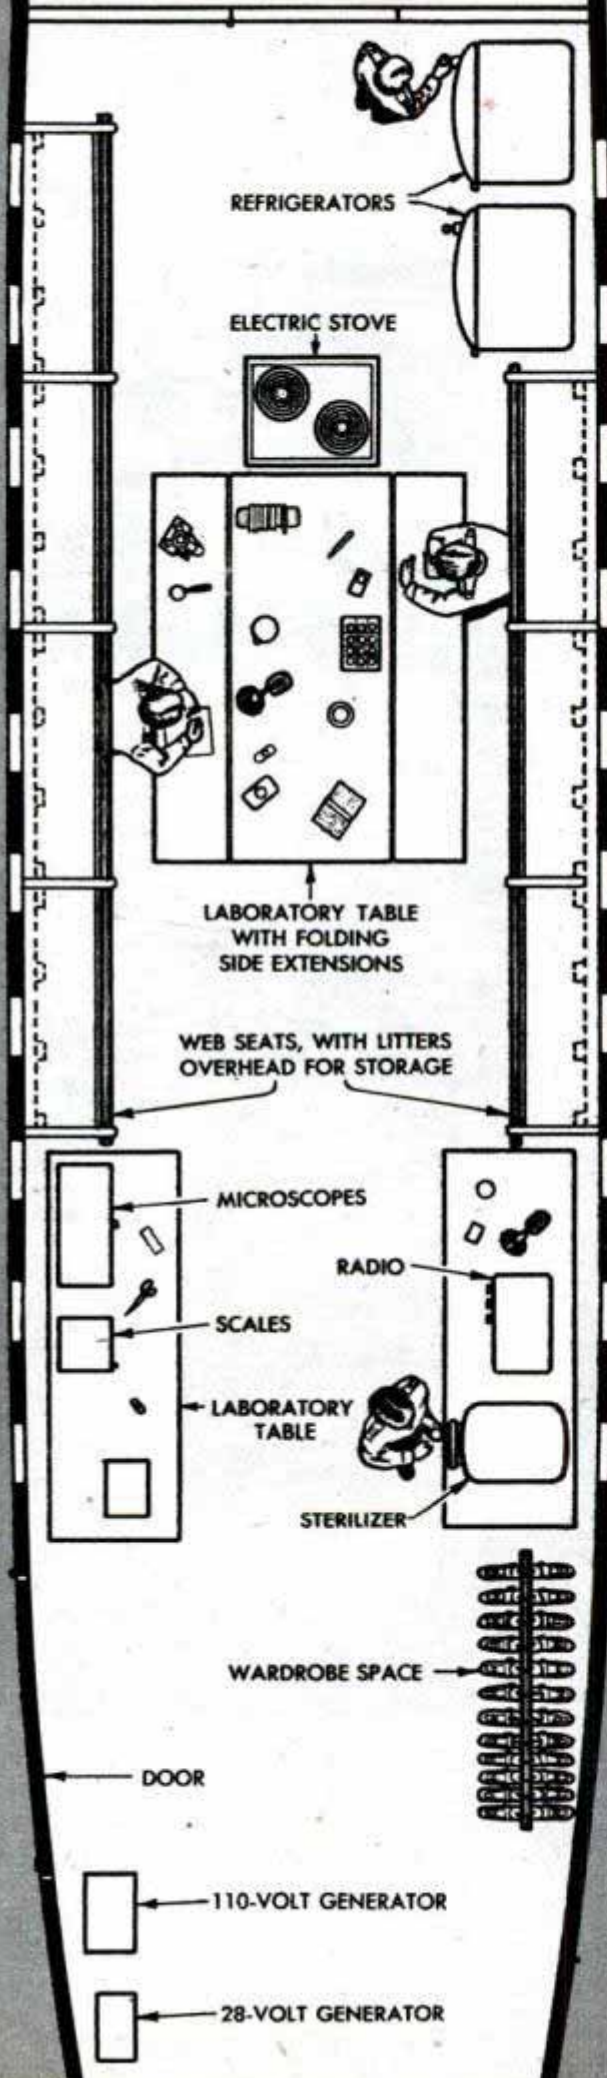 REFRIGERATORS
ELECTRIC STOVE
LABORATORY TABLE
WITH FOLDING
SIDE EXTENSIONS
WEB SEATS, WITH LITTERS
OVERHEAD FOR STORAGE
MICROSCOPES
RADIO
SCALES
LABORATORY
TABLE
STERILIZER
WARDROBE SPACE
DOOR
110-VOLT GENERATOR
28-VOLT GENERATOR